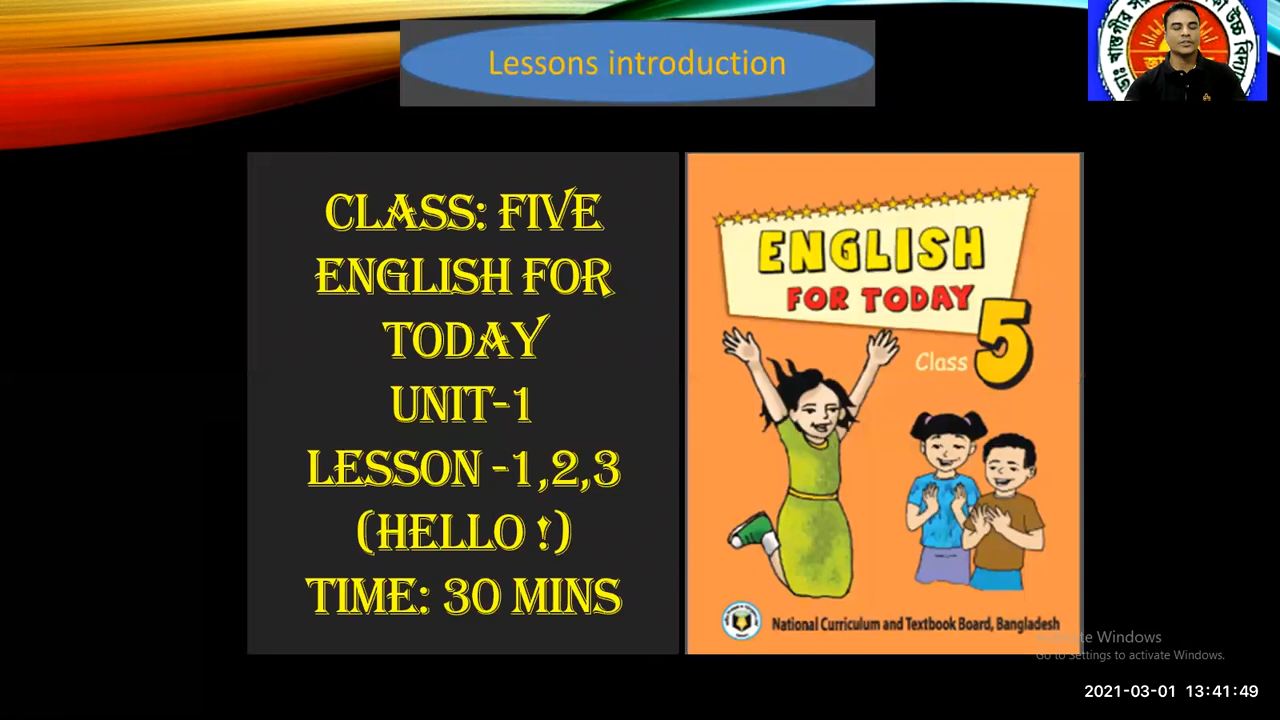 Lessons introduction
CLASS: FIVE
ENGLISH FOR
TODAY
UNIT-1
LESSON -1,2,3
(HELLO !)
TIME: 30 MINS
ENGLISH
FOR TODAY
Class 5
National Curriculum and Textbook Board, Bangladesh
Activate Windows
Go to Settings to activate Windows.
2021-03-01 13:41:49